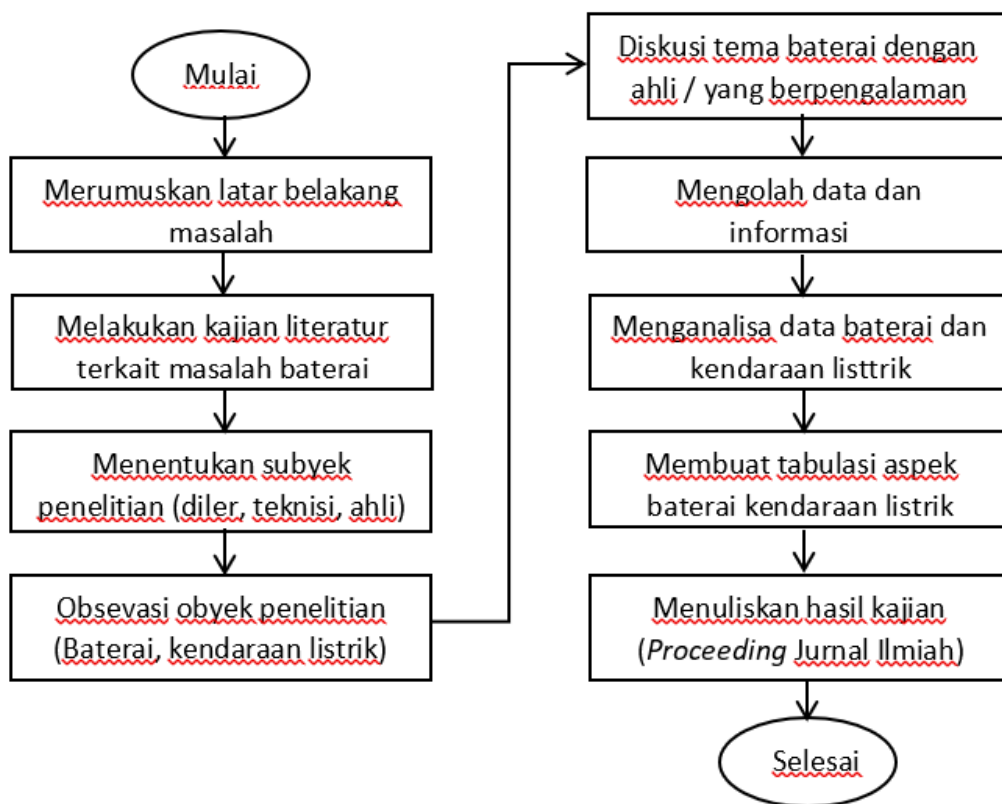 Mulai
Merumuskan latar belakang
masalah
Melakukan kajian literatur
terkait masalah baterai
Menentukan subyek
penelitian (diler, teknisi, ahli)
Obsevasi obyek penelitian
(Baterai, kendaraan listrik)
Diskusi tema baterai dengan
ahli / yang berpengalaman
Mengolah data dan
informasi
Menganalisa data baterai dan
kendaraan listtrik
Membuat tabulasi aspek
baterai kendaraan listrik
Menuliskan hasil kajian
(Proceeding Jurnal Ilmiah)
Selesai